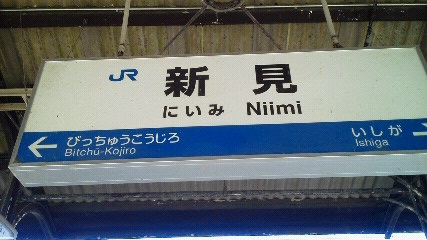 JR 新見
にいみ Niimi
びっちゅうこうじろ
Bitchū-Kōjiro
いしが
Ishiga